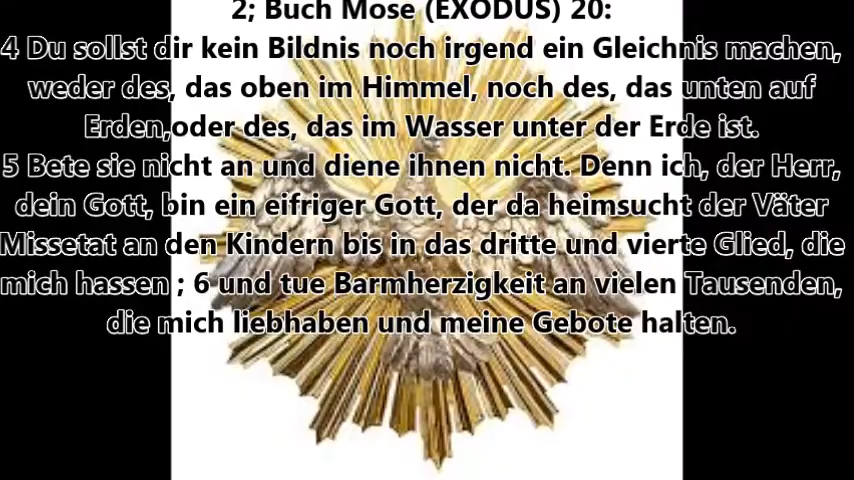 2; Buch Mose (EXODUS) 20:
4 Du sollst dir kein Bildnis noch irgend ein Gleichnis machen,
weder des, das oben im Himmel, noch des, das unten auf
Erden,oder des, das im Wasser unter der Erde ist.
5 Bete sie nicht an und diene ihnen nicht. Denn ich, der Herr,
dein Gott, bin ein eifriger Gott, der da heimsucht der Väter
Missetat an den Kindern bis in das dritte und vierte Glied, die
mich hassen ; 6 und tue Barmherzigkeit an vielen Tausenden,
die mich liebhaben und meine Gebote halten.